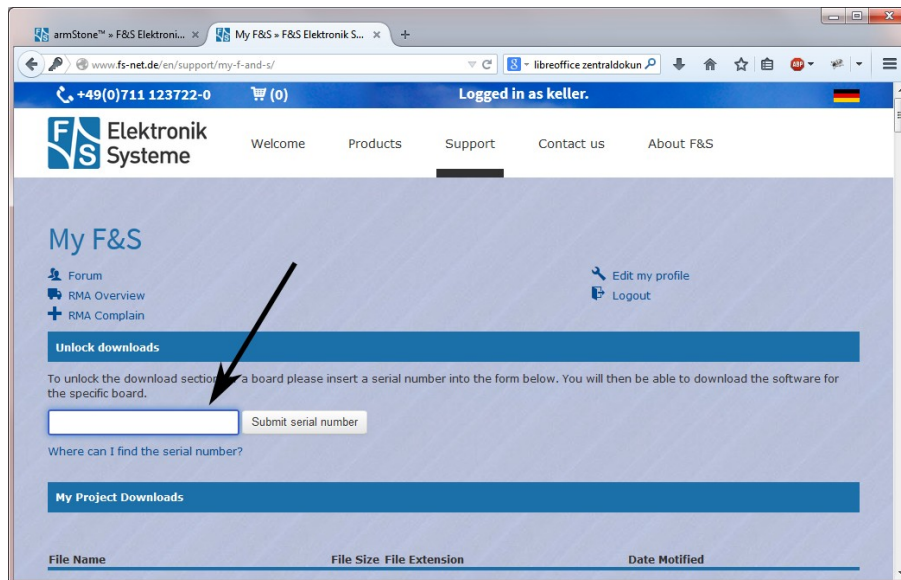 armStone™ » F&S Elektroni... ×
My F&S » F&S Elektronik S... ×
www.fs-net.de/en/support/my-f-and-s/
libreoffice zentraldokun
+49(0)711 123722-0 (0) Logged in as keller.
F S Elektronik Systeme
Welcome Products Support Contact us About F&S
My F&S
Forum
RMA Overview
RMA Complain
Edit my profile
Logout
Unlock downloads
To unlock the download section a board please insert a serial number into the form below. You will then be able to download the software for
the specific board.
Submit serial number
Where can I find the serial number?
My Project Downloads
File Name File Size File Extension Date Motified